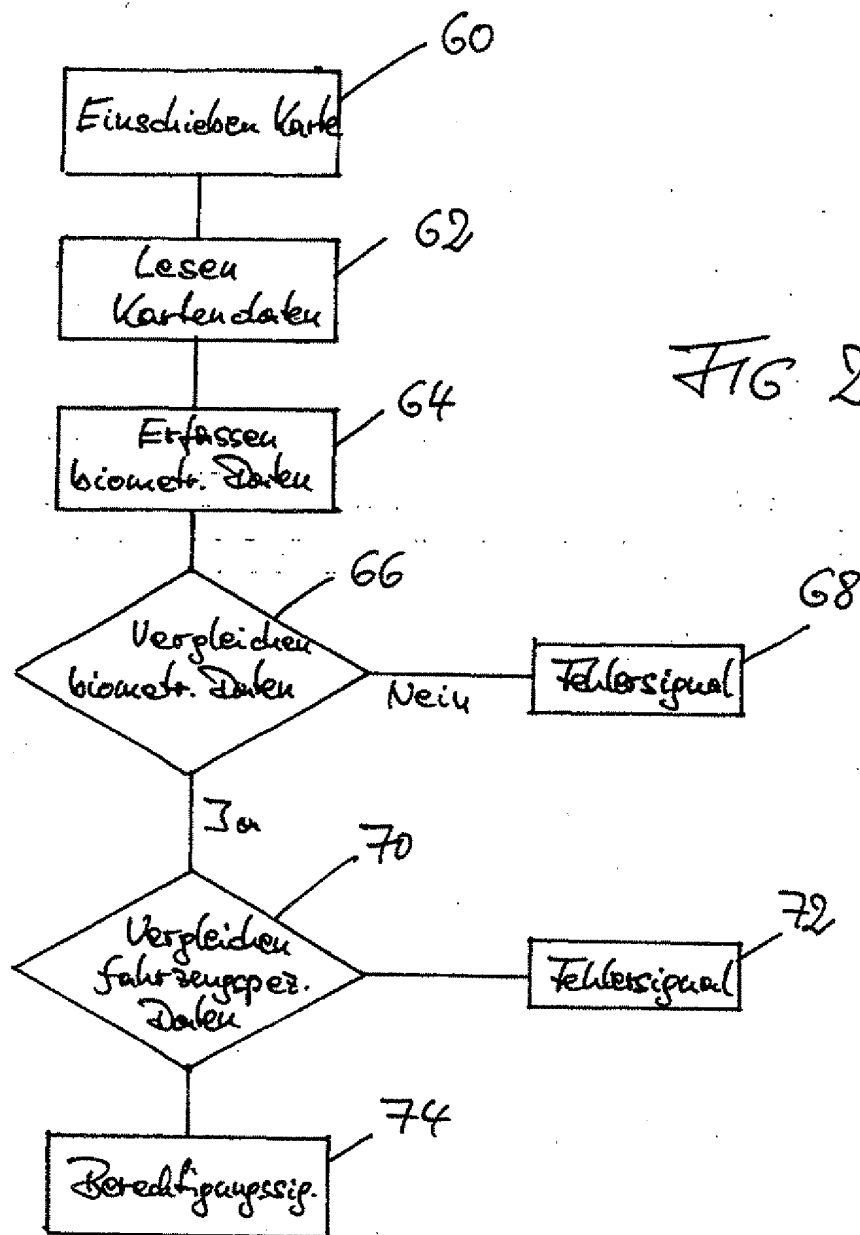 60
Einschieben Karte
62
Lesen
Kartendaten
FIG 2
64
Erfassen
biometr. Daten
66
Vergleichen
biometr. Daten
Nein
68
Fehlersignal
Ja
70
Vergleichen
fahrzeugspez.
Daten
72
Fehlersignal
74
Berechtigungssig.